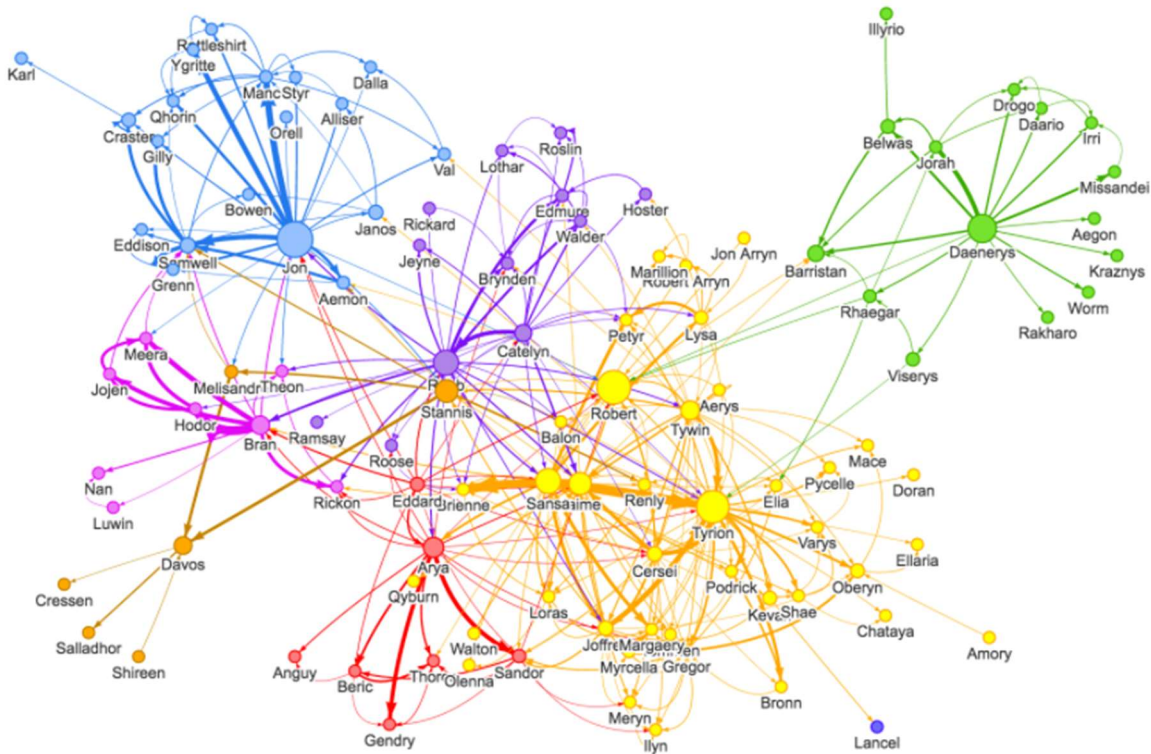 Illyrio
Karl
Rattleshirt
Ygritte
Dalla
Styr
Qhorin
Alliser
Craster
Orell
Gilly
Val
Bowen
Janos
Eddison
Samwell
Grenn
Jon
Aemon
Roslin
Lothar
Rickard
Edmure
Hoster
Walder
Jeyne
Brynden
Drogo
Daario
Irri
Belwas
Jorah
Missandei
Aegon
Daenerys
Kraznys
Barristan
Worm
Rhaegar
Rakharo
Viserys
Jon Arryn
Marillion
Robert Arryn
Petyr
Lysa
Catelyn
Meera
Jojen
Theon
Hodor
Bran
Ramsay
Stannis
Robert
Aerys
Tywin
Balon
Roose
Nan
Luwin
Rickon
Eddard
Brienne
Sansa
Renly
Elia
Mace
Pycelle
Doran
Tyrion
Varys
Ellaria
Davos
Arya
Cersei
Podrick
Oberyn
Cressen
Qyburn
Loras
Shae
Chataya
Salladhor
Shireen
Walton
Margaery
Amory
Anguy
Beric
Olenna
Sandor
Myrcella
Gregor
Gendry
Meryn
Ilyn
Bronn
Lancel